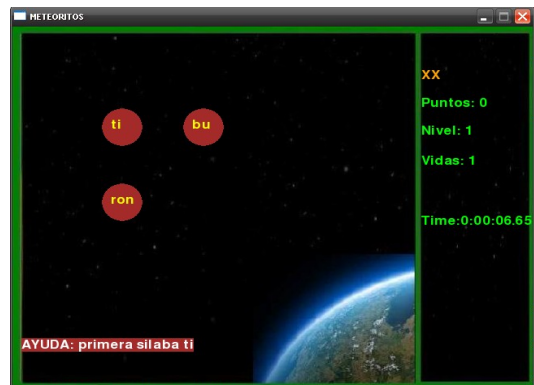 METEORITOS
ti
bu
ron
AYUDA: primera silaba ti
XX
Puntos: 0
Nivel: 1
Vidas: 1
Time:0:00:06.65